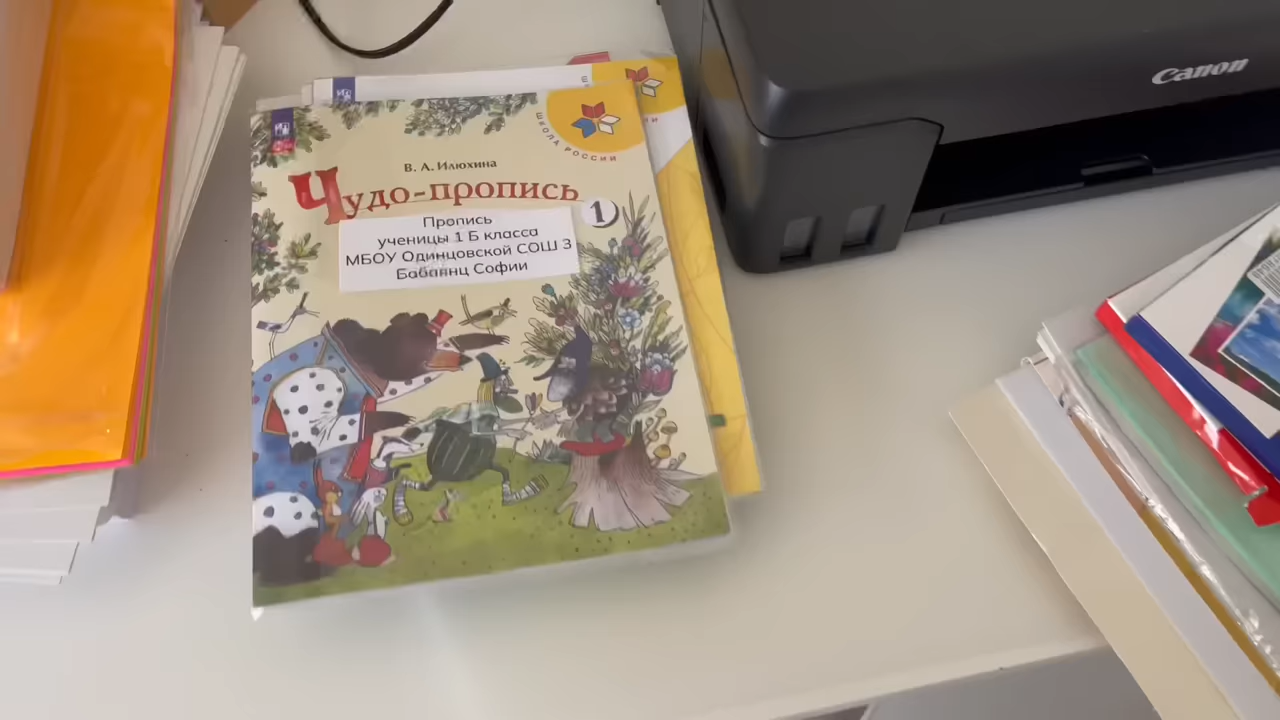 В. А. Илюхина
Чудо-пропись
1
ШКОЛА РОССИИ
Пропись
ученицы 1 Б класса
МБОУ Одинцовской СОШ 3
Бабаянц Софии
Canon